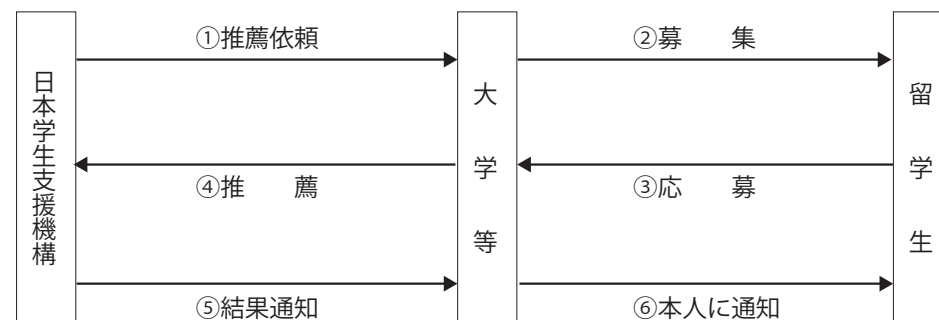 日本学生支援機構
①推薦依頼
②募　集
大学等
留学生
④推　薦
③応　募
⑤結果通知
⑥本人に通知